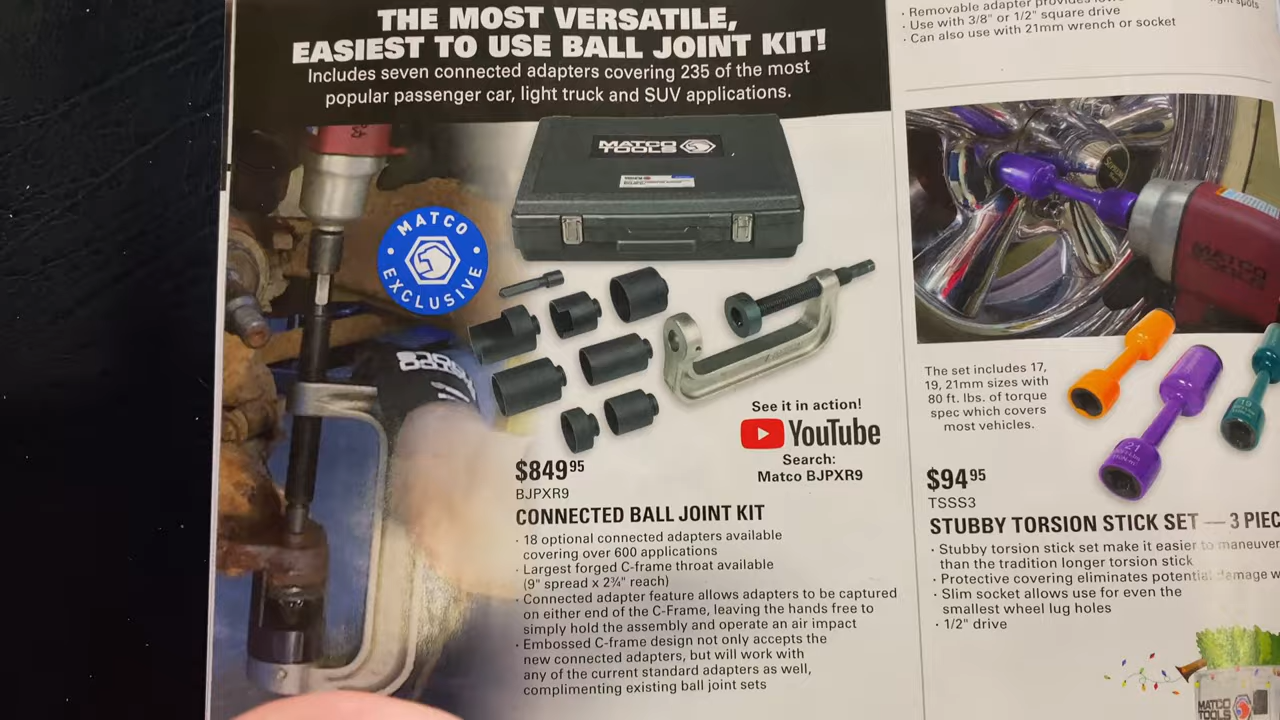 THE MOST VERSATILE,
EASIEST TO USE BALL JOINT KIT!
Includes seven connected adapters covering 235 of the most
popular passenger car, light truck and SUV applications.
MATCO
TOOLS
MATCO
EXCLUSIVE
See it in action!
YouTube
Search:
Matco BJPXR9
$849⁹⁵
BJPXR9
CONNECTED BALL JOINT KIT
· 18 optional connected adapters available
covering over 600 applications
· Largest forged C-frame throat available
(9" spread x 2¾" reach)
· Connected adapter feature allows adapters to be captured
on either end of the C-Frame, leaving the hands free to
simply hold the assembly and operate an air impact
· Embossed C-frame design not only accepts the
new connected adapters, but will work with
any of the current standard adapters as well,
complimenting existing ball joint sets
· Removable adapter provides
· Use with 3/8" or 1/2" square drive
· Can also use with 21mm wrench or socket
MATCO
The set includes 17,
19, 21mm sizes with
80 ft. lbs. of torque
spec which covers
most vehicles.
21
19
$94⁹⁵
TSSS3
STUBBY TORSION STICK SET — 3 PIEC
· Stubby torsion stick set make it easier to maneuver
than the tradition longer torsion stick
· Protective covering eliminates potential damage w
· Slim socket allows use for even the
smallest wheel lug holes
· 1/2" drive
MATCO
TOOLS